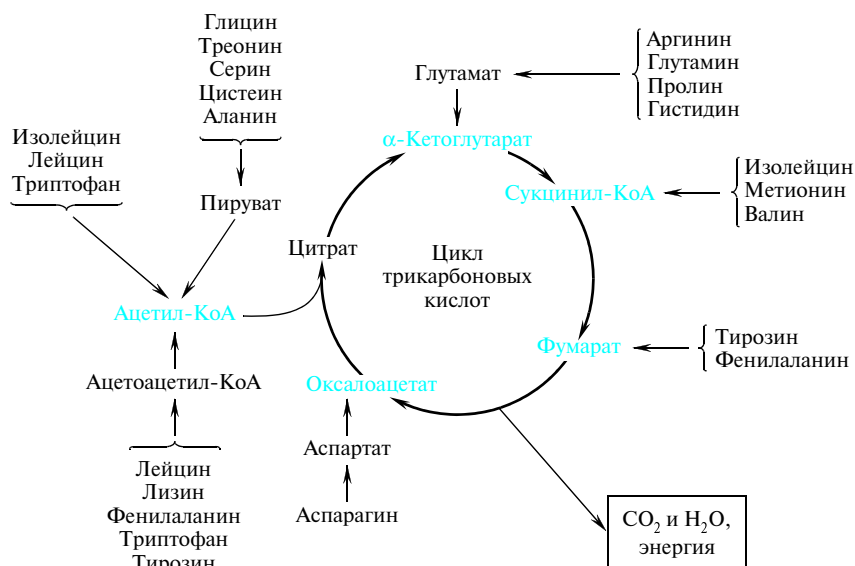 Глицин
Треонин
Серин
Цистеин
Аланин
Изолейцин
Лейцин
Триптофан
Пируват
Глутамат
Аргинин
Глутамин
Пролин
Гистидин
α-Кетоглутарат
Сукцинил-КоА
Изолейцин
Метионин
Валин
Цитрат
Цикл
трикарбоновых
кислот
Ацетил-КоА
Фумарат
Тирозин
Фенилаланин
Ацетоацетил-КоА
Оксалоацетат
Лейцин
Лизин
Фенилаланин
Триптофан
Тирозин
Аспартат
Аспарагин
CO₂ и H₂O,
энергия